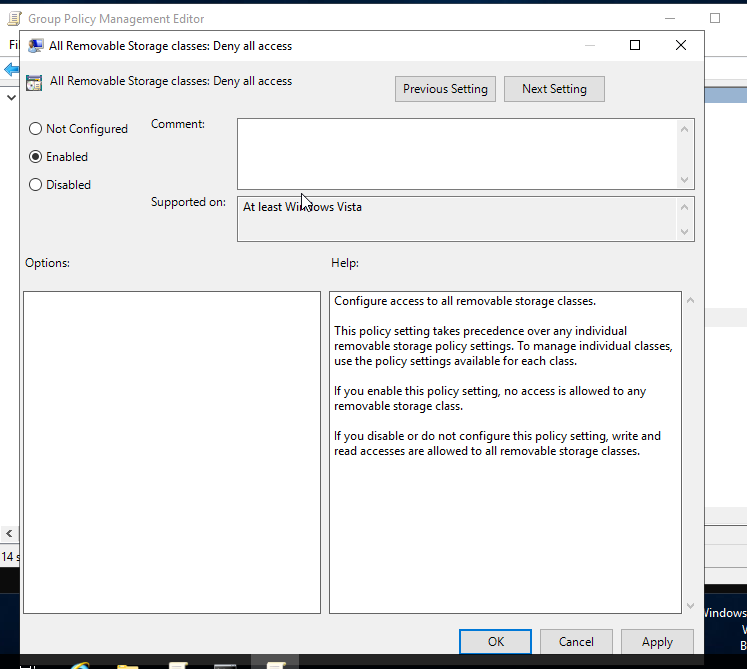 Group Policy Management Editor
Fi
All Removable Storage classes: Deny all access
All Removable Storage classes: Deny all access
Previous Setting
Next Setting
Not Configured
Comment:
Enabled
Disabled
Supported on:
At least Windows Vista
Options:
Help:
Configure access to all removable storage classes.
This policy setting takes precedence over any individual
removable storage policy settings. To manage individual classes,
use the policy settings available for each class.
If you enable this policy setting, no access is allowed to any
removable storage class.
If you disable or do not configure this policy setting, write and
read accesses are allowed to all removable storage classes.
14 s
OK
Cancel
Apply
Windows
W
B